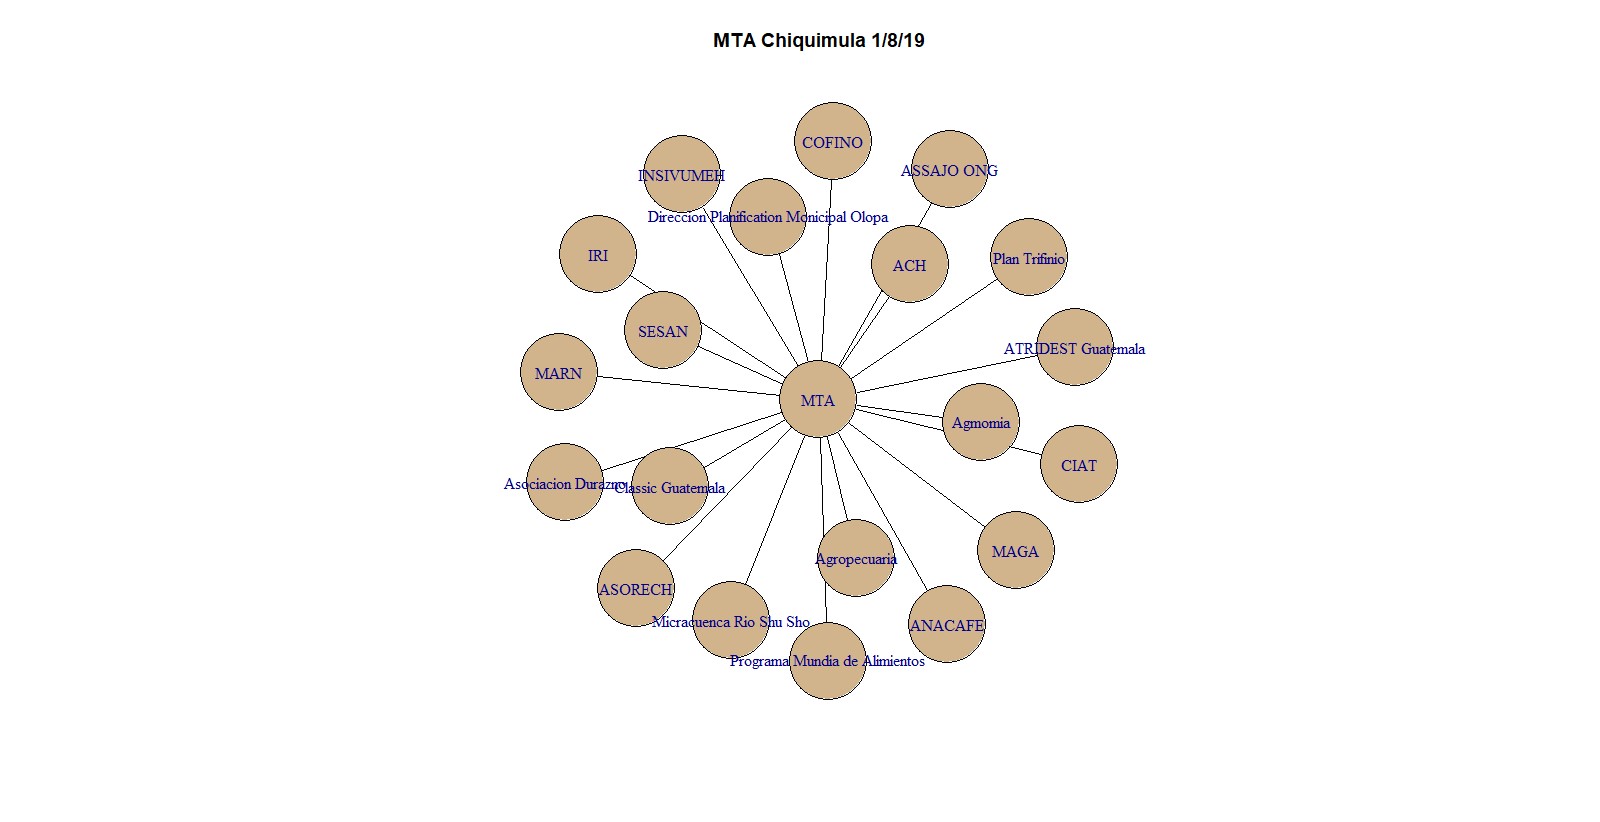 MTA Chiquimula 1/8/19
COFINO
ASSAJO ONG
INSIVUMEH
Direccion Planification Monicipal Olopa
IRI
ACH
Plan Trifinio
SESAN
ATRIDEST Guatemala
MARN
MTA
Agmomia
CIAT
Asociacion Durazno
Classic Guatemala
MAGA
Agropecuaria
ASORECH
Micracuenca Rio Shu Sho
ANACAFE
Programa Mundia de Alimientos